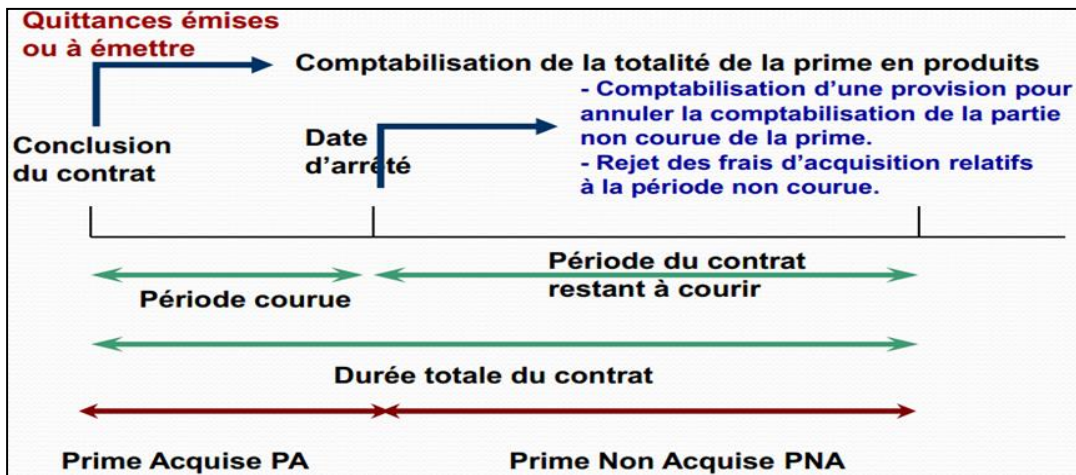 Quittances émises
ou à émettre
Comptabilisation de la totalité de la prime en produits
- Comptabilisation d'une provision pour
annuler la comptabilisation de la partie
non courue de la prime.
- Rejet des frais d'acquisition relatifs
à la période non courue.
Conclusion
du contrat
Date
d'arrêté
Période courue
Période du contrat
restant à courir
Durée totale du contrat
Prime Acquise PA
Prime Non Acquise PNA